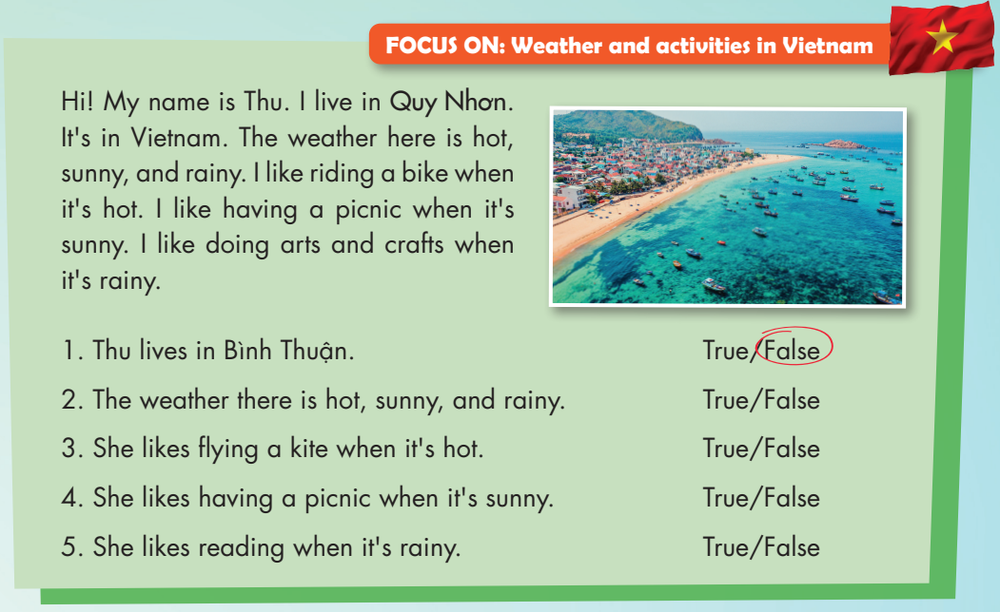 FOCUS ON: Weather and activities in Vietnam
Hi! My name is Thu. I live in Quy Nhơn.
It's in Vietnam. The weather here is hot,
sunny, and rainy. I like riding a bike when
it's hot. I like having a picnic when it's
sunny. I like doing arts and crafts when
it's rainy.
1. Thu lives in Bình Thuận. True/False
2. The weather there is hot, sunny, and rainy. True/False
3. She likes flying a kite when it's hot. True/False
4. She likes having a picnic when it's sunny. True/False
5. She likes reading when it's rainy. True/False